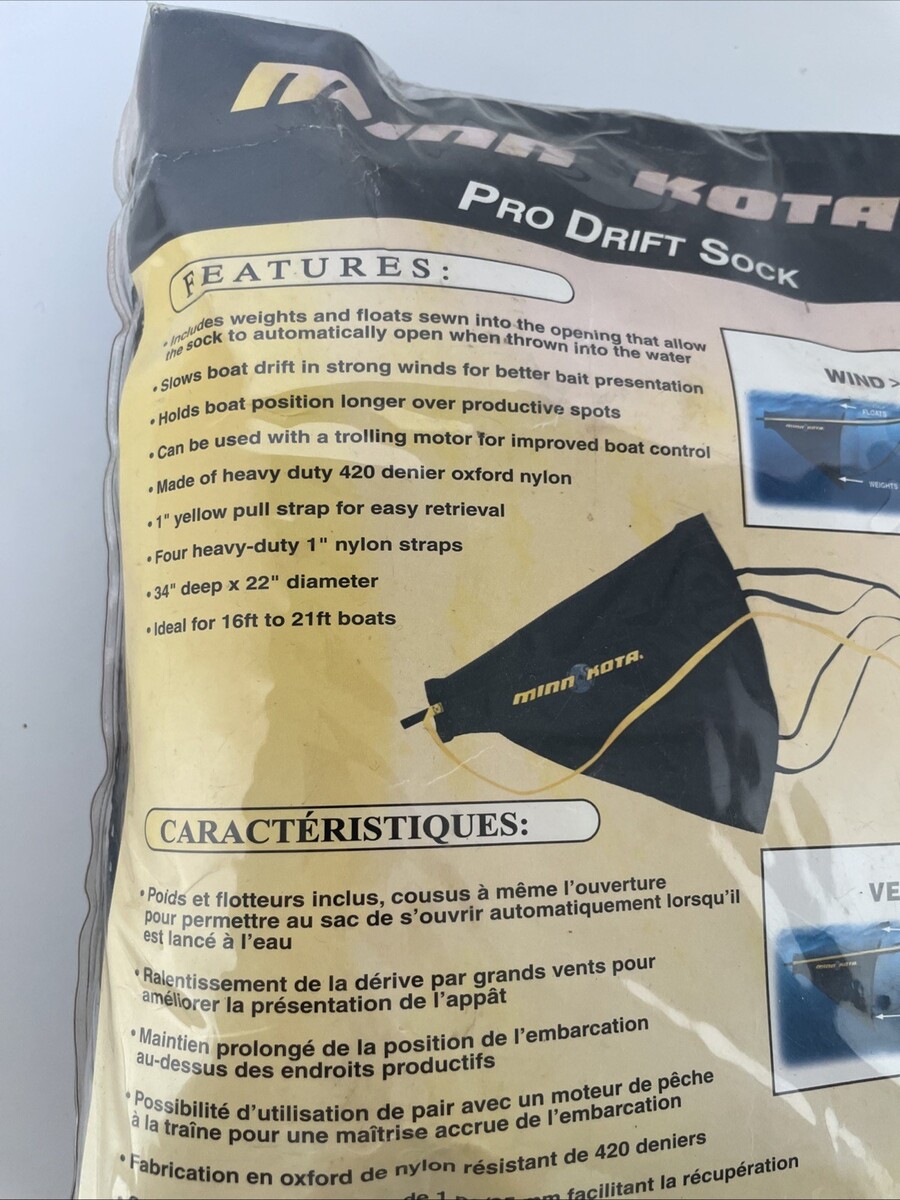 MINN KOTA
PRO DRIFT SOCK
FEATURES:
• Includes weights and floats sewn into the opening that allow
the sock to automatically open when thrown into the water
• Slows boat drift in strong winds for better bait presentation
• Holds boat position longer over productive spots
• Can be used with a trolling motor for improved boat control
• Made of heavy duty 420 denier oxford nylon
• 1" yellow pull strap for easy retrieval
• Four heavy-duty 1" nylon straps
• 34" deep x 22" diameter
• Ideal for 16ft to 21ft boats
WIND >
FLOATS
MINN KOTA
WEIGHTS
MINN KOTA.
CARACTÉRISTIQUES:
• Poids et flotteurs inclus, cousus à même l'ouverture
pour permettre au sac de s'ouvrir automatiquement lorsqu'il
est lancé à l'eau
• Ralentissement de la dérive par grands vents pour
améliorer la présentation de l'appât
• Maintien prolongé de la position de l'embarcation
au-dessus des endroits productifs
• Possibilité d'utilisation de pair avec un moteur de pêche
à la traîne pour une maîtrise accrue de l'embarcation
• Fabrication en oxford de nylon résistant de 420 deniers
VE
MINN KOTA
de 1 facilitant la récupération